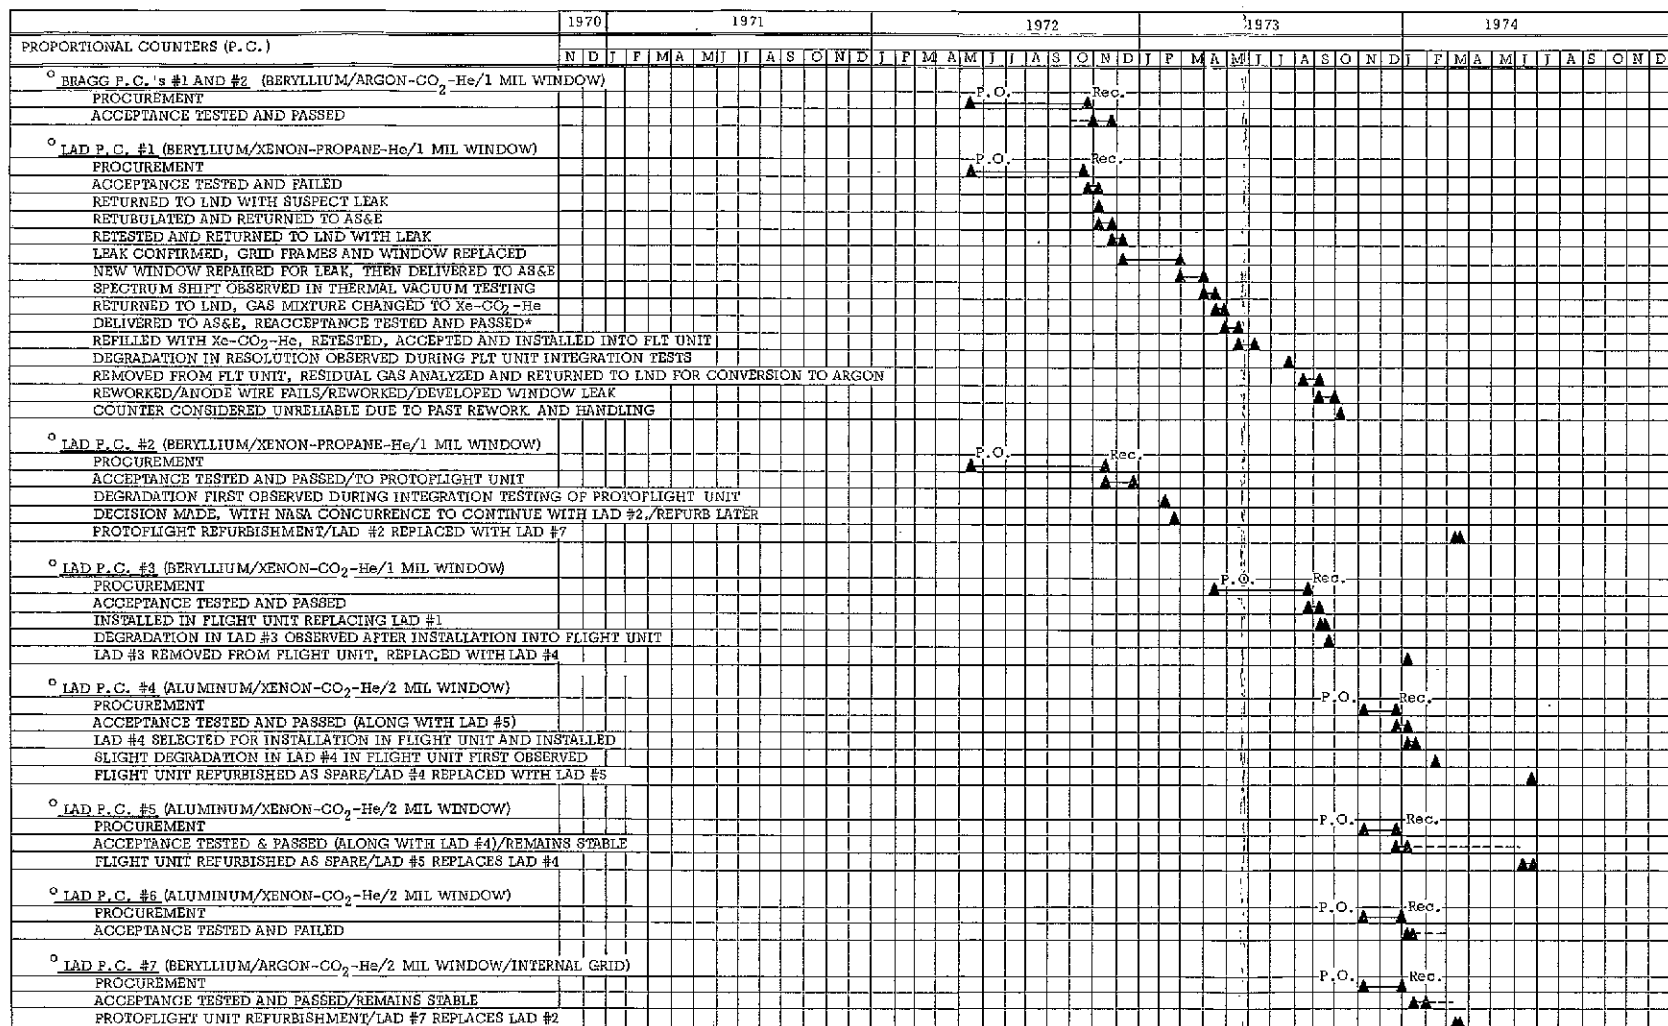 1970 1971 1972 1973 1974
PROPORTIONAL COUNTERS (P.C.)
N D J F M A M J J A S O N D J F M A M J J A S O N D J F M A M J J A S O N D J F M A M J J A S O N D
° BRAGG P.C.'s #1 AND #2 (BERYLLIUM/ARGON-CO₂-He/1 MIL WINDOW)
PROCUREMENT P.O. Rec.
ACCEPTANCE TESTED AND PASSED
° LAD P.C. #1 (BERYLLIUM/XENON-PROPANE-He/1 MIL WINDOW)
PROCUREMENT P.O. Rec.
ACCEPTANCE TESTED AND FAILED
RETURNED TO LND WITH SUSPECT LEAK
RETUBULATED AND RETURNED TO AS&E
RETESTED AND RETURNED TO LND WITH LEAK
LEAK CONFIRMED, GRID FRAMES AND WINDOW REPLACED
NEW WINDOW REPAIRED FOR LEAK, THEN DELIVERED TO AS&E
SPECTRUM SHIFT OBSERVED IN THERMAL VACUUM TESTING
RETURNED TO LND, GAS MIXTURE CHANGED TO Xe-CO₂-He
DELIVERED TO AS&E, REACCEPTANCE TESTED AND PASSED*
REFILLED WITH Xe-CO₂-He, RETESTED, ACCEPTED AND INSTALLED INTO FLT UNIT
DEGRADATION IN RESOLUTION OBSERVED DURING FLT UNIT INTEGRATION TESTS
REMOVED FROM FLT UNIT, RESIDUAL GAS ANALYZED AND RETURNED TO LND FOR CONVERSION TO ARGON
REWORKED/ANODE WIRE FAILS/REWORKED/DEVELOPED WINDOW LEAK
COUNTER CONSIDERED UNRELIABLE DUE TO PAST REWORK AND HANDLING
° LAD P.C. #2 (BERYLLIUM/XENON-PROPANE-He/1 MIL WINDOW)
PROCUREMENT P.O. Rec.
ACCEPTANCE TESTED AND PASSED/TO PROTOFLIGHT UNIT
DEGRADATION FIRST OBSERVED DURING INTEGRATION TESTING OF PROTOFLIGHT UNIT
DECISION MADE, WITH NASA CONCURRENCE TO CONTINUE WITH LAD #2,/REFURB LATER
PROTOFLIGHT REFURBISHMENT/LAD #2 REPLACED WITH LAD #7
° LAD P.C. #3 (BERYLLIUM/XENON-CO₂-He/1 MIL WINDOW)
PROCUREMENT P.O. Rec.
ACCEPTANCE TESTED AND PASSED
INSTALLED IN FLIGHT UNIT REPLACING LAD #1
DEGRADATION IN LAD #3 OBSERVED AFTER INSTALLATION INTO FLIGHT UNIT
LAD #3 REMOVED FROM FLIGHT UNIT, REPLACED WITH LAD #4
° LAD P.C. #4 (ALUMINUM/XENON-CO₂-He/2 MIL WINDOW)
PROCUREMENT P.O. Rec.
ACCEPTANCE TESTED AND PASSED (ALONG WITH LAD #5)
LAD #4 SELECTED FOR INSTALLATION IN FLIGHT UNIT AND INSTALLED
SLIGHT DEGRADATION IN LAD #4 IN FLIGHT UNIT FIRST OBSERVED
FLIGHT UNIT REFURBISHED AS SPARE/LAD #4 REPLACED WITH LAD #5
° LAD P.C. #5 (ALUMINUM/XENON-CO₂-He/2 MIL WINDOW)
PROCUREMENT P.O. Rec.
ACCEPTANCE TESTED & PASSED (ALONG WITH LAD #4)/REMAINS STABLE
FLIGHT UNIT REFURBISHED AS SPARE/LAD #5 REPLACES LAD #4
° LAD P.C. #6 (ALUMINUM/XENON-CO₂-He/2 MIL WINDOW)
PROCUREMENT P.O. Rec.
ACCEPTANCE TESTED AND FAILED
° LAD P.C. #7 (BERYLLIUM/ARGON-CO₂-He/2 MIL WINDOW/INTERNAL GRID)
PROCUREMENT P.O. Rec.
ACCEPTANCE TESTED AND PASSED/REMAINS STABLE
PROTOFLIGHT UNIT REFURBISHMENT/LAD #7 REPLACES LAD #2